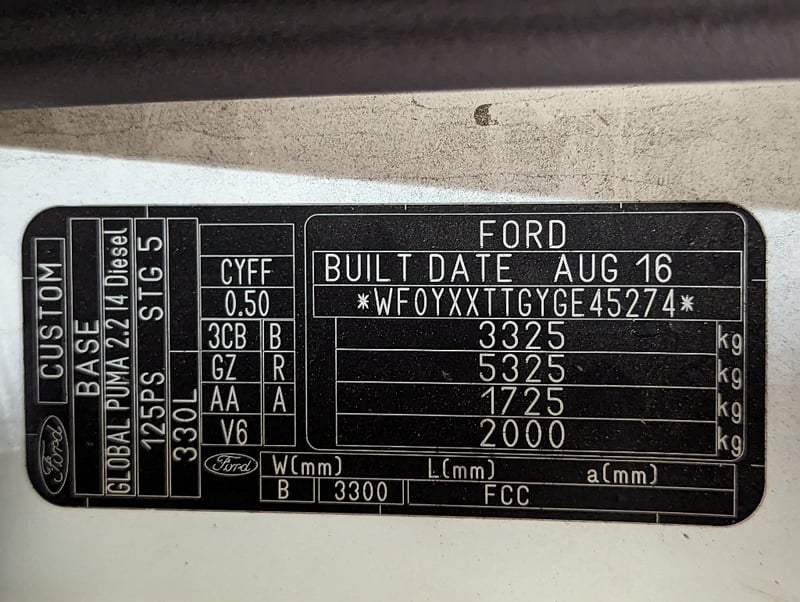 CUSTOM
BASE
GLOBAL PUMA 2.2 I4 Diesel
125PS STG 5
330L
Ford
CYFF
0.50
3CB B
GZ R
AA A
V6
Ford
FORD
BUILT DATE AUG 16
*WF0YXXTTGYGE45274*
3325 kg
5325 kg
1725 kg
2000 kg
W(mm) L(mm) a(mm)
B 3300 FCC